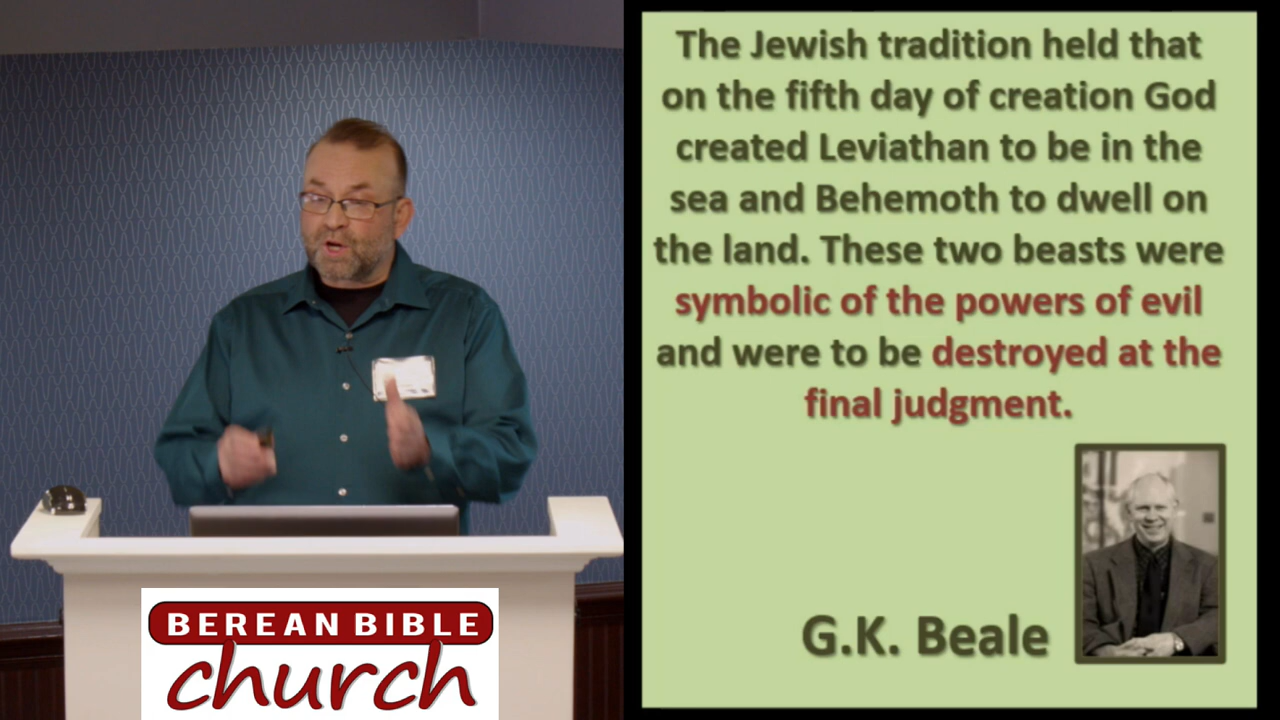 The Jewish tradition held that
on the fifth day of creation God
created Leviathan to be in the
sea and Behemoth to dwell on
the land. These two beasts were
symbolic of the powers of evil
and were to be destroyed at the
final judgment.
G.K. Beale
BEREAN BIBLE
church